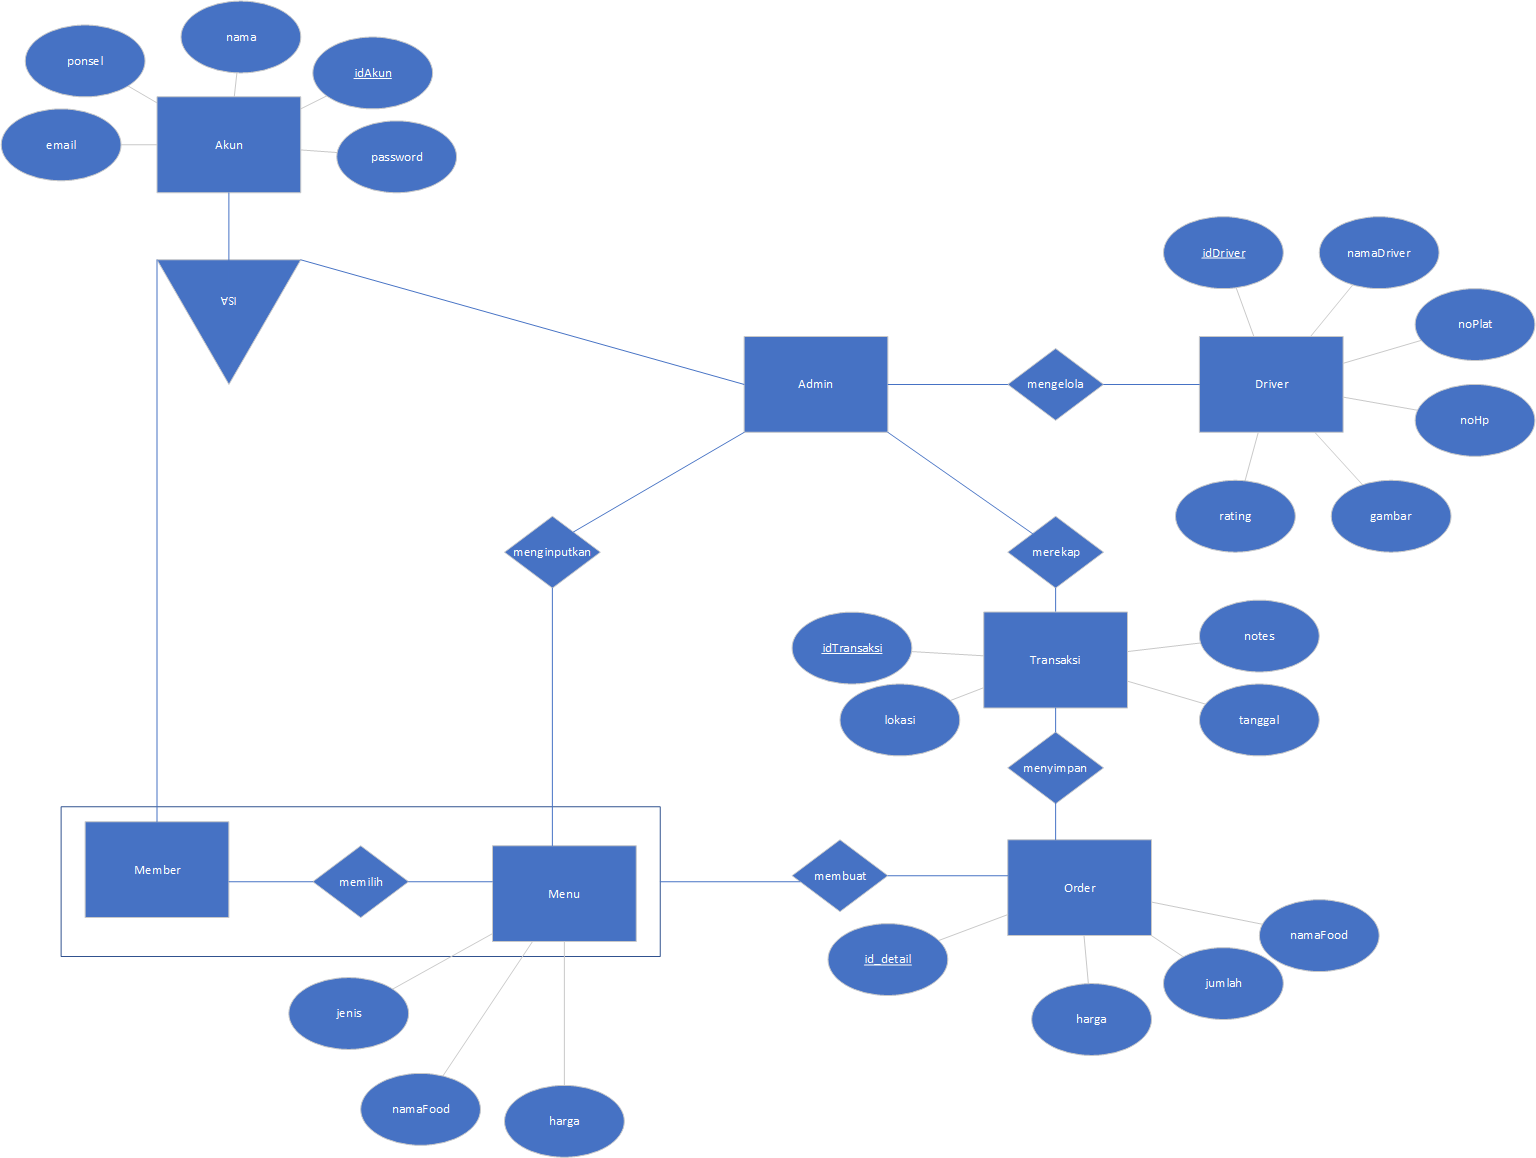 nama
ponsel
idAkun
email
Akun
password
ISA
idDriver
namaDriver
noPlat
Admin
mengelola
Driver
noHp
rating
gambar
menginputkan
merekap
notes
idTransaksi
Transaksi
lokasi
tanggal
menyimpan
Member
memilih
Menu
membuat
Order
namaFood
id_detail
jumlah
jenis
harga
namaFood
harga